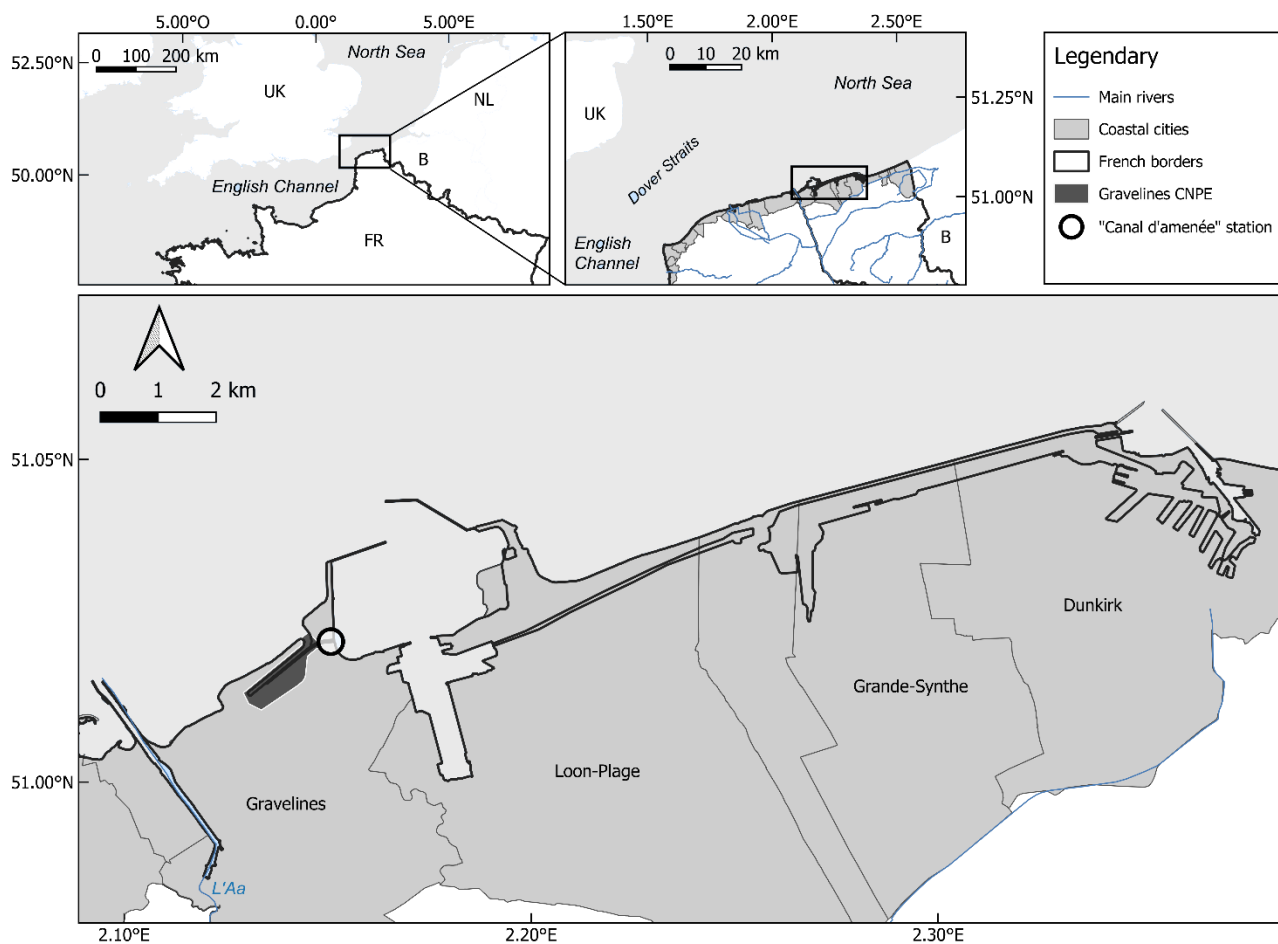 5.00°W 0.00° 5.00°E
52.50°N
50.00°N
0 100 200 km
North Sea
UK
NL
B
English Channel
FR
1.50°E 2.00°E 2.50°E
0 10 20 km
North Sea
UK
Dover Straits
English
Channel
B
51.25°N
51.00°N
Legendary
Main rivers
Coastal cities
French borders
Gravelines CNPE
"Canal d'amenée" station
0 1 2 km
51.05°N
51.00°N
Dunkirk
Grande-Synthe
Loon-Plage
Gravelines
L'Aa
2.10°E 2.20°E 2.30°E